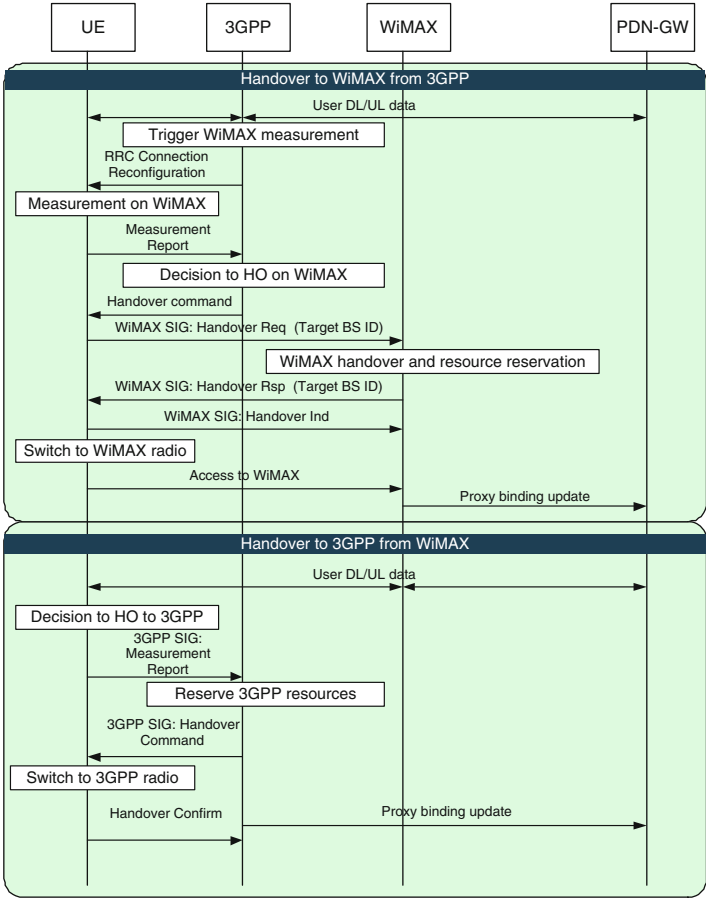 UE
3GPP
WiMAX
PDN-GW
Handover to WiMAX from 3GPP
User DL/UL data
Trigger WiMAX measurement
RRC Connection
Reconfiguration
Measurement on WiMAX
Measurement
Report
Decision to HO on WiMAX
Handover command
WiMAX SIG: Handover Req (Target BS ID)
WiMAX handover and resource reservation
WiMAX SIG: Handover Rsp (Target BS ID)
WiMAX SIG: Handover Ind
Switch to WiMAX radio
Access to WiMAX
Proxy binding update
Handover to 3GPP from WiMAX
User DL/UL data
Decision to HO to 3GPP
3GPP SIG:
Measurement
Report
Reserve 3GPP resources
3GPP SIG: Handover
Command
Switch to 3GPP radio
Handover Confirm
Proxy binding update